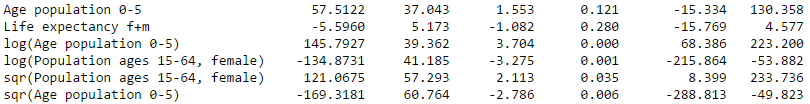 Age population 0-5 57.5122 37.043 1.553 0.121 -15.334 130.358
Life expectancy f+m -5.5960 5.173 -1.082 0.280 -15.769 4.577
log(Age population 0-5) 145.7927 39.362 3.704 0.000 68.386 223.200
log(Population ages 15-64, female) -134.8731 41.185 -3.275 0.001 -215.864 -53.882
sqr(Population ages 15-64, female) 121.0675 57.293 2.113 0.035 8.399 233.736
sqr(Age population 0-5) -169.3181 60.764 -2.786 0.006 -288.813 -49.823